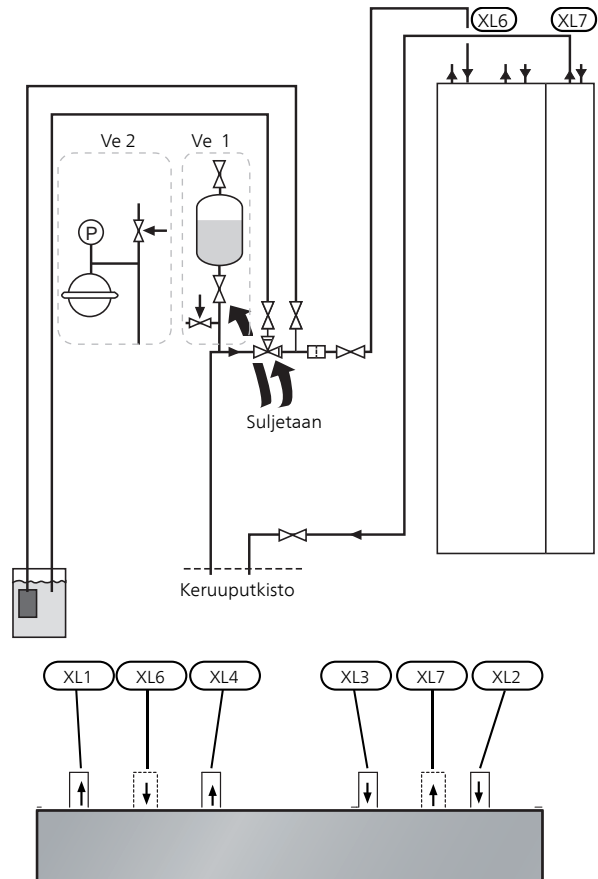 XL6
XL7
Ve 2
Ve 1
P
Suljetaan
Keruuputkisto
XL1
XL6
XL4
XL3
XL7
XL2